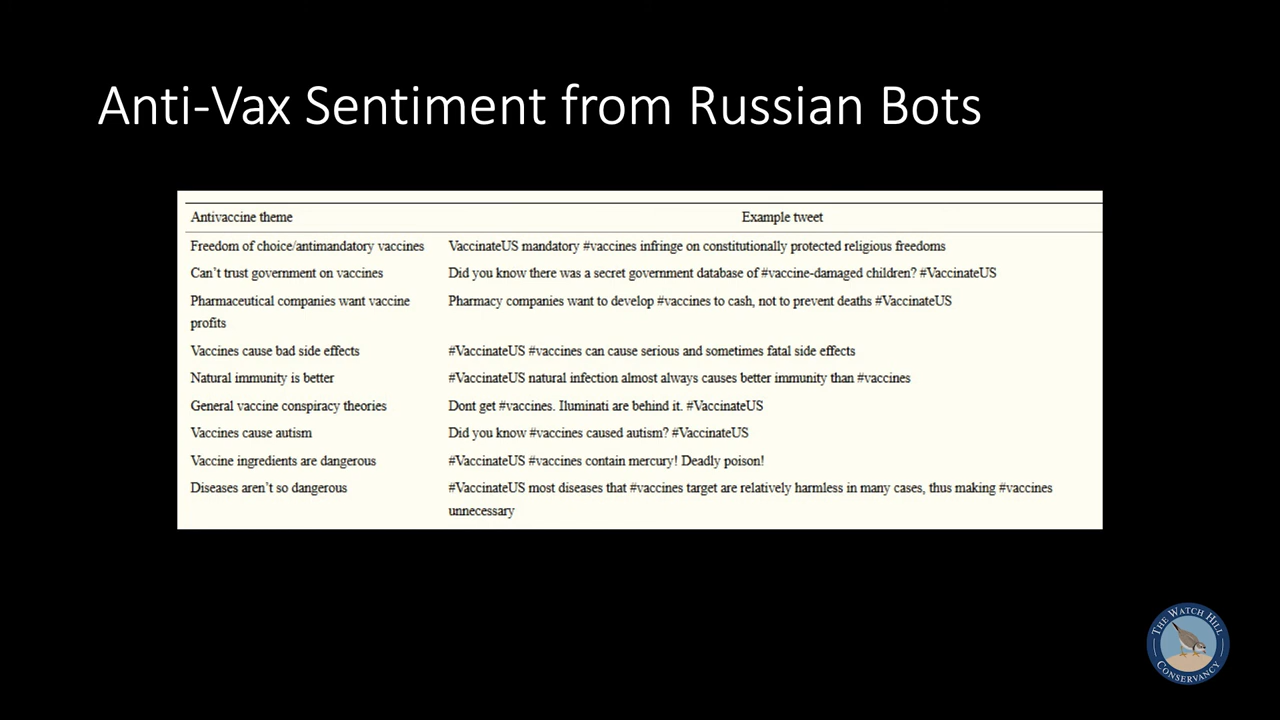 Anti-Vax Sentiment from Russian Bots
Antivaccine theme Example tweet
Freedom of choice/antimandatory vaccines VaccinateUS mandatory #vaccines infringe on constitutionally protected religious freedoms
Can't trust government on vaccines Did you know there was a secret government database of #vaccine-damaged children? #VaccinateUS
Pharmaceutical companies want vaccine Pharmacy companies want to develop #vaccines to cash, not to prevent deaths #VaccinateUS
profits
Vaccines cause bad side effects #VaccinateUS #vaccines can cause serious and sometimes fatal side effects
Natural immunity is better #VaccinateUS natural infection almost always causes better immunity than #vaccines
General vaccine conspiracy theories Dont get #vaccines. Iluminati are behind it. #VaccinateUS
Vaccines cause autism Did you know #vaccines caused autism? #VaccinateUS
Vaccine ingredients are dangerous #VaccinateUS #vaccines contain mercury! Deadly poison!
Diseases aren't so dangerous #VaccinateUS most diseases that #vaccines target are relatively harmless in many cases, thus making #vaccines
unnecessary
THE WATCH HILL
CONSERVANCY